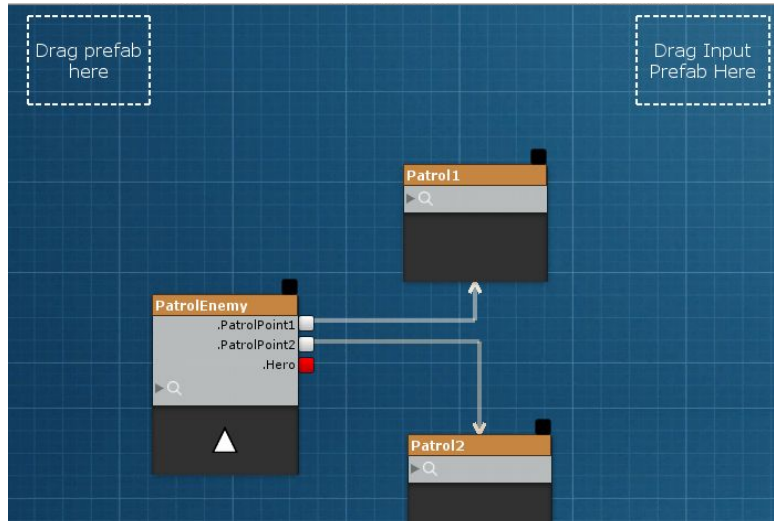 Drag prefab
here
Drag Input
Prefab Here
Patrol1
PatrolEnemy
.PatrolPoint1
.PatrolPoint2
.Hero
Patrol2